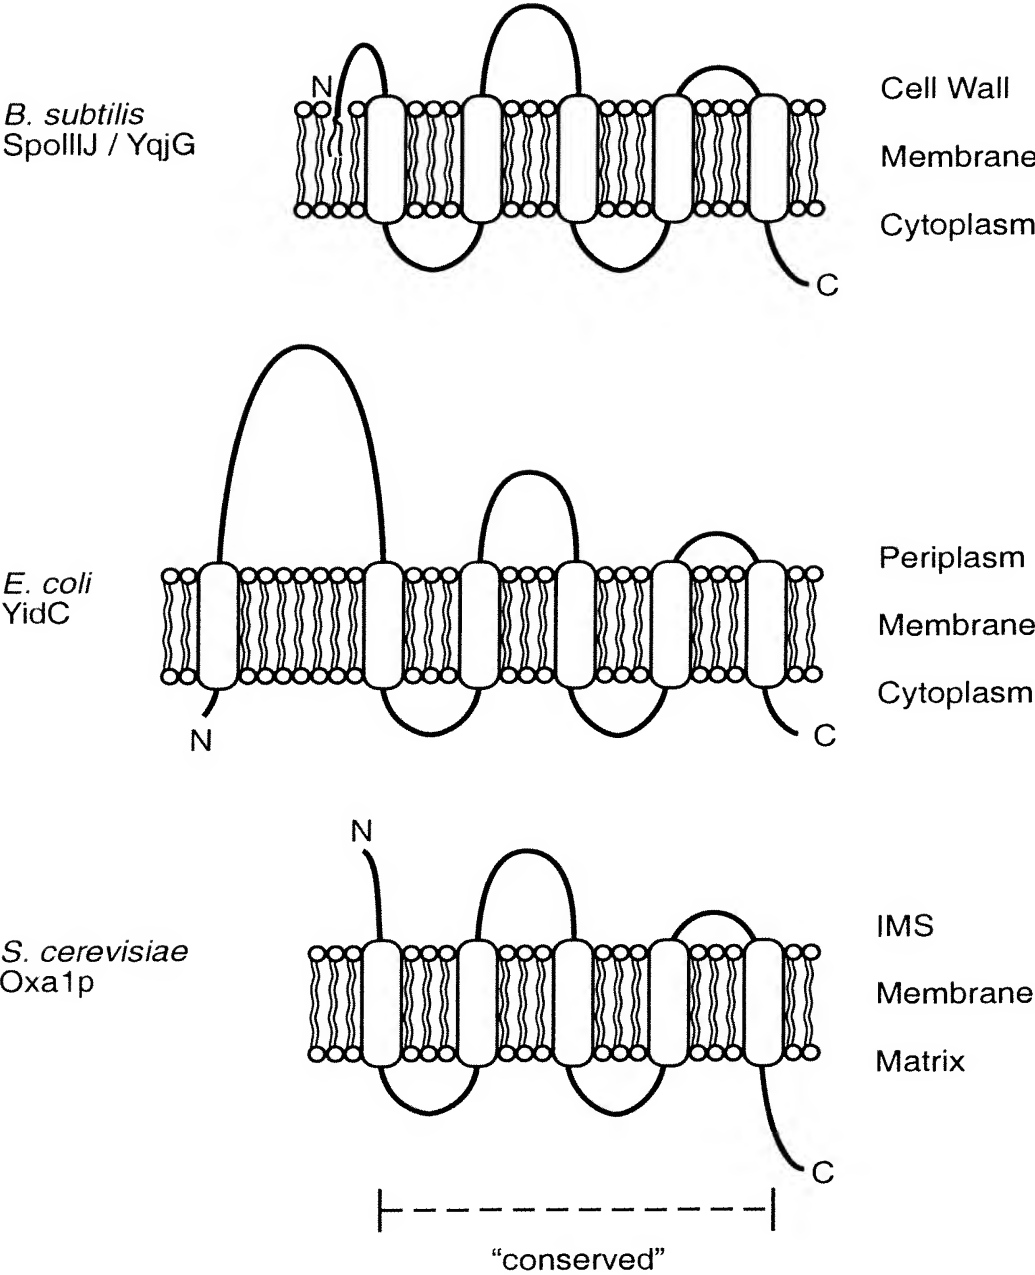 N
B. subtilis
SpoIIIJ / YqjG
Cell Wall
Membrane
Cytoplasm
C
E. coli
YidC
Periplasm
Membrane
Cytoplasm
N
C
N
S. cerevisiae
Oxa1p
IMS
Membrane
Matrix
C
“conserved”